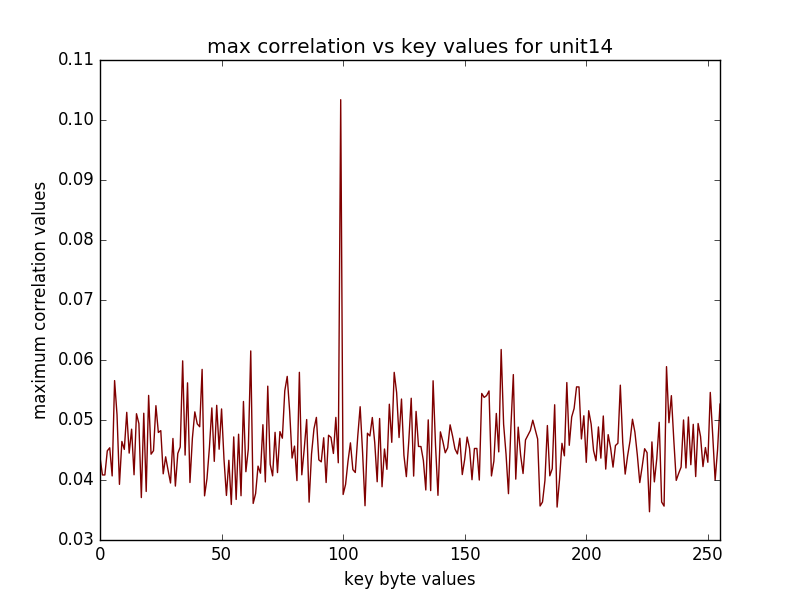 max correlation vs key values for unit14
0.11
0.10
0.09
0.08
0.07
0.06
0.05
0.04
0.03
maximum correlation values
0 50 100 150 200 250
key byte values